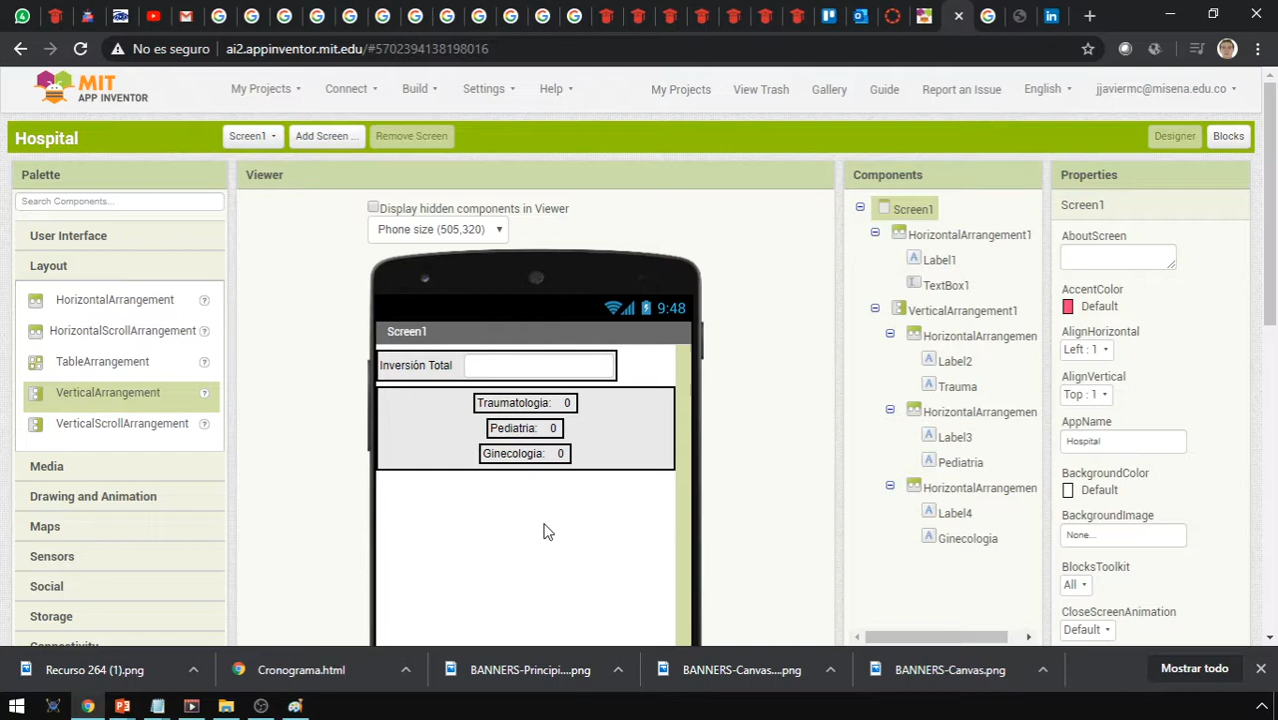 No es seguro ai2.appinventor.mit.edu/#5702394138198016
MIT
APP INVENTOR
My Projects Connect Build Settings Help My Projects View Trash Gallery Guide Report an Issue English jjaviermc@misena.edu.co
Hospital Screen1 Add Screen ... Remove Screen Designer Blocks
Palette Viewer Components Properties
Search Components...
User Interface
Layout
HorizontalArrangement
HorizontalScrollArrangement
TableArrangement
VerticalArrangement
VerticalScrollArrangement
Media
Drawing and Animation
Maps
Sensors
Social
Storage
Connectivity
Display hidden components in Viewer
Phone size (505,320)
9:48
Screen1
Inversión Total
Traumatologia: 0
Pediatria: 0
Ginecologia: 0
Screen1
HorizontalArrangement1
Label1
TextBox1
VerticalArrangement1
HorizontalArrangemen
Label2
Trauma
HorizontalArrangemen
Label3
Pediatria
HorizontalArrangemen
Label4
Ginecologia
Screen1
AboutScreen
AccentColor
Default
AlignHorizontal
Left : 1
AlignVertical
Top : 1
AppName
Hospital
BackgroundColor
Default
BackgroundImage
None...
BlocksToolkit
All
CloseScreenAnimation
Default
Recurso 264 (1).png Cronograma.html BANNERS-Principi....png BANNERS-Canvas....png BANNERS-Canvas.png Mostrar todo